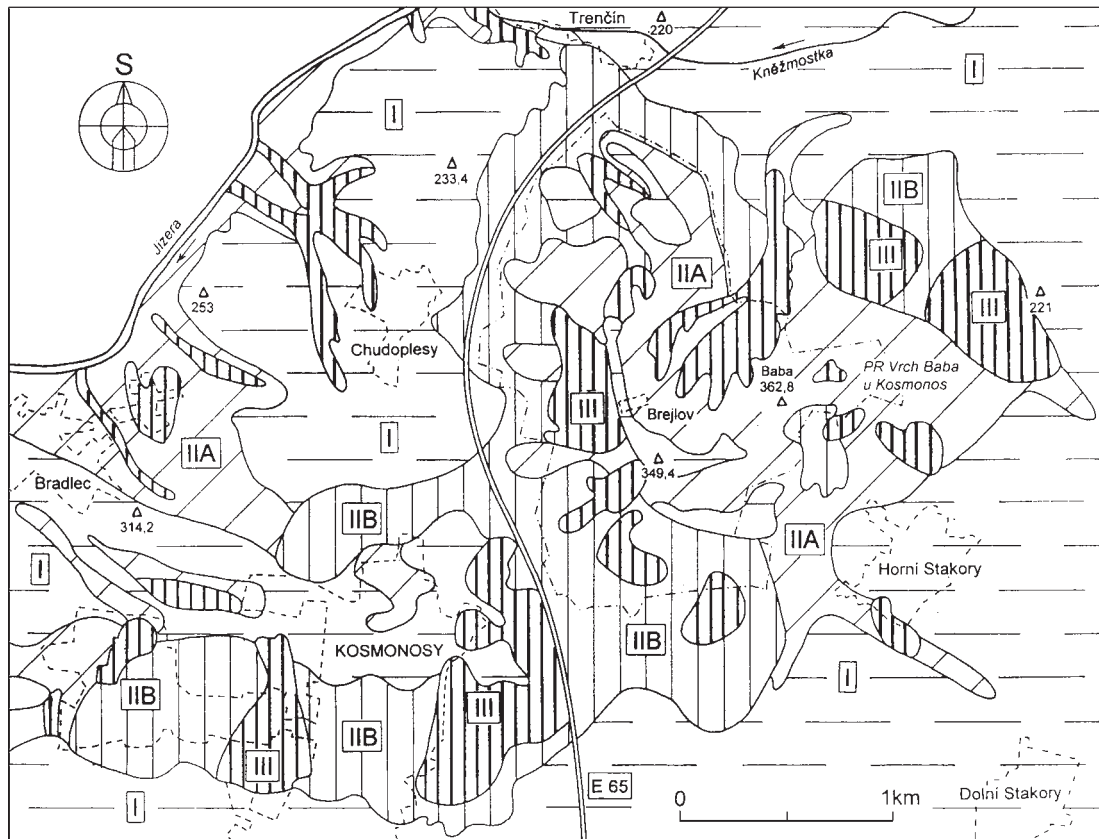 Trenčín
220
Kněžmostka
S
I
I
233,4
IIB
III
Jizera
IIA
III
253
221
Chudoplesy
Baba
362,8
PR Vrch Baba
u Kosmonos
III
Brejlov
I
IIA
349,4
Bradlec
314,2
IIB
IIA
I
Horní Stakory
KOSMONOSY
IIB
I
IIB
III
IIB
III
E 65
0
1km
Dolní Stakory
I